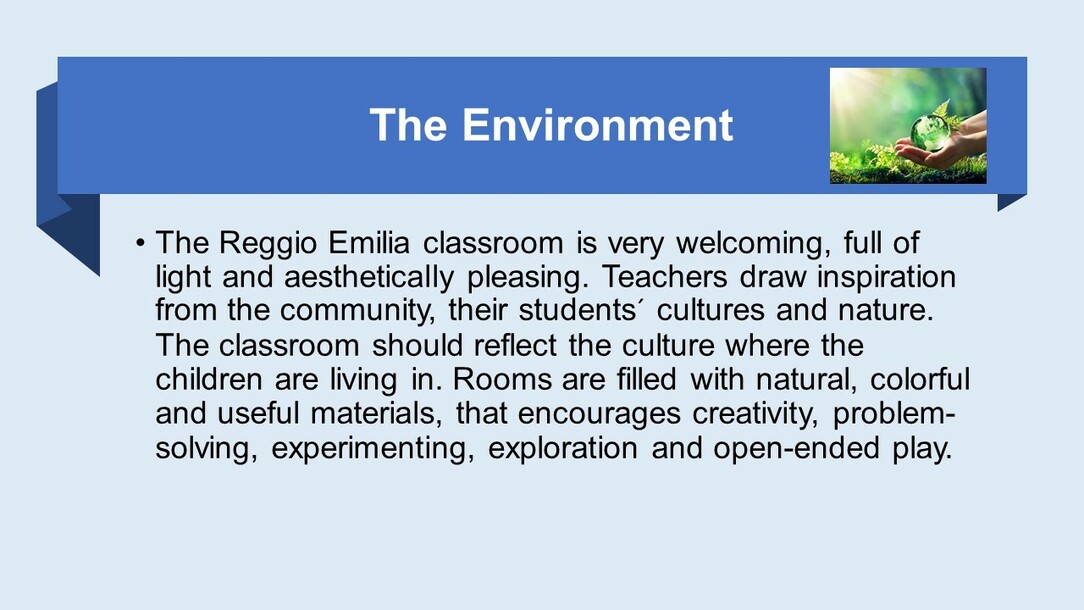 The Environment
• The Reggio Emilia classroom is very welcoming, full of
light and aesthetically pleasing. Teachers draw inspiration
from the community, their students´ cultures and nature.
The classroom should reflect the culture where the
children are living in. Rooms are filled with natural, colorful
and useful materials, that encourages creativity, problem-
solving, experimenting, exploration and open-ended play.